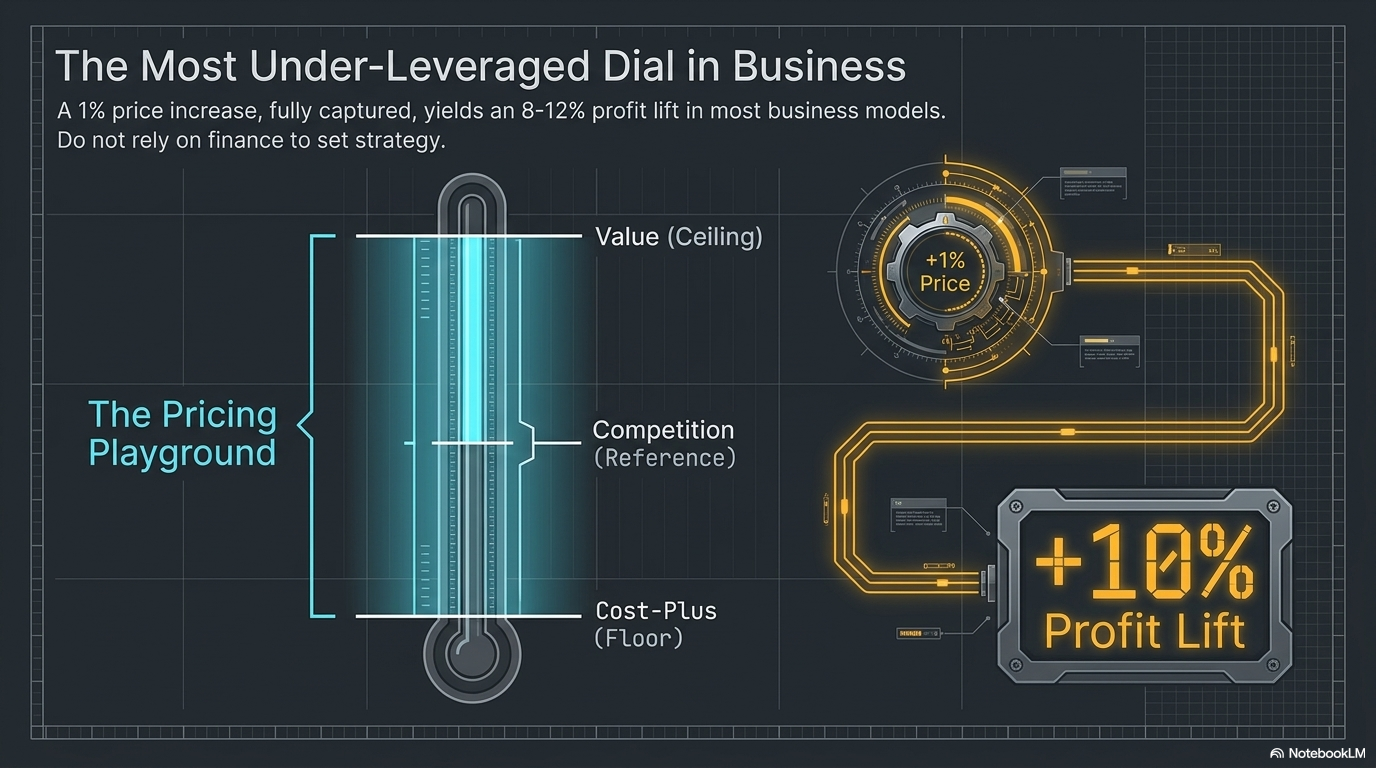 The Most Under-Leveraged Dial in Business
A 1% price increase, fully captured, yields an 8-12% profit lift in most business models.
Do not rely on finance to set strategy.
Value (Ceiling)
The Pricing
Playground
Competition
(Reference)
Cost-Plus
(Floor)
+1%
Price
+10%
Profit Lift
NotebookLM